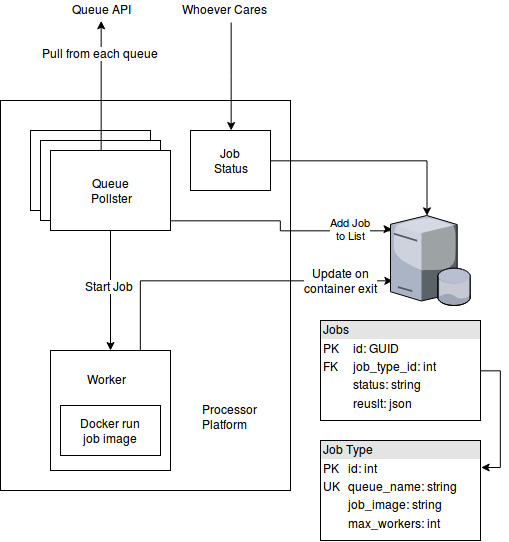 Queue API
Whoever Cares
Pull from each queue
Job
Status
Queue
Pollster
Add Job
to List
Start Job
Update on
container exit
Worker
Docker run
job image
Processor
Platform
Jobs
PK id: GUID
FK job_type_id: int
status: string
reuslt: json
Job Type
PK id: int
UK queue_name: string
job_image: string
max_workers: int